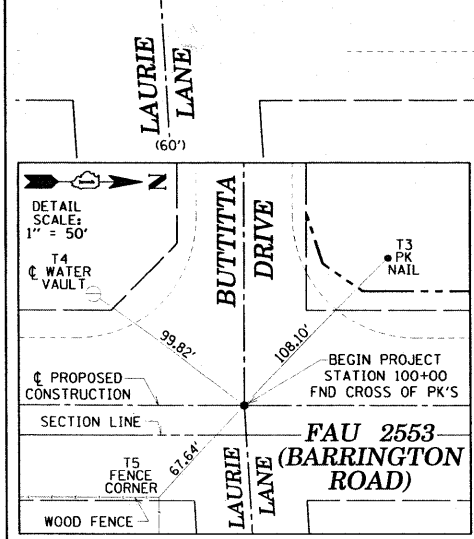 LAURIE
LANE
(60')
N
DETAIL
SCALE:
1" = 50'
T4
℄ WATER
VAULT
BUTTITTA
DRIVE
T3
PK
NAIL
99.82'
108.10'
℄ PROPOSED
CONSTRUCTION
BEGIN PROJECT
STATION 100+00
FND CROSS OF PK'S
SECTION LINE
FAU 2553
(BARRINGTON
ROAD)
67.64'
T5
FENCE
CORNER
LAURIE
LANE
WOOD FENCE